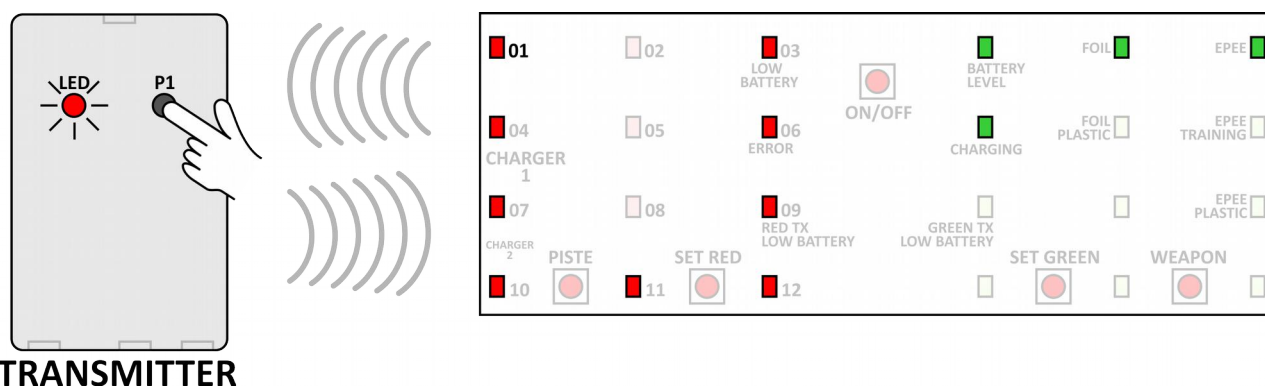 LED P1
TRANSMITTER
01 02 03
LOW
BATTERY
ON/OFF
BATTERY
LEVEL
FOIL
EPEE
04 05 06
ERROR
CHARGER
1
CHARGING
FOIL
PLASTIC
EPEE
TRAINING
07 08 09
RED TX
LOW BATTERY
GREEN TX
LOW BATTERY
EPEE
PLASTIC
CHARGER
2
PISTE
SET RED
SET GREEN
WEAPON
10 11 12